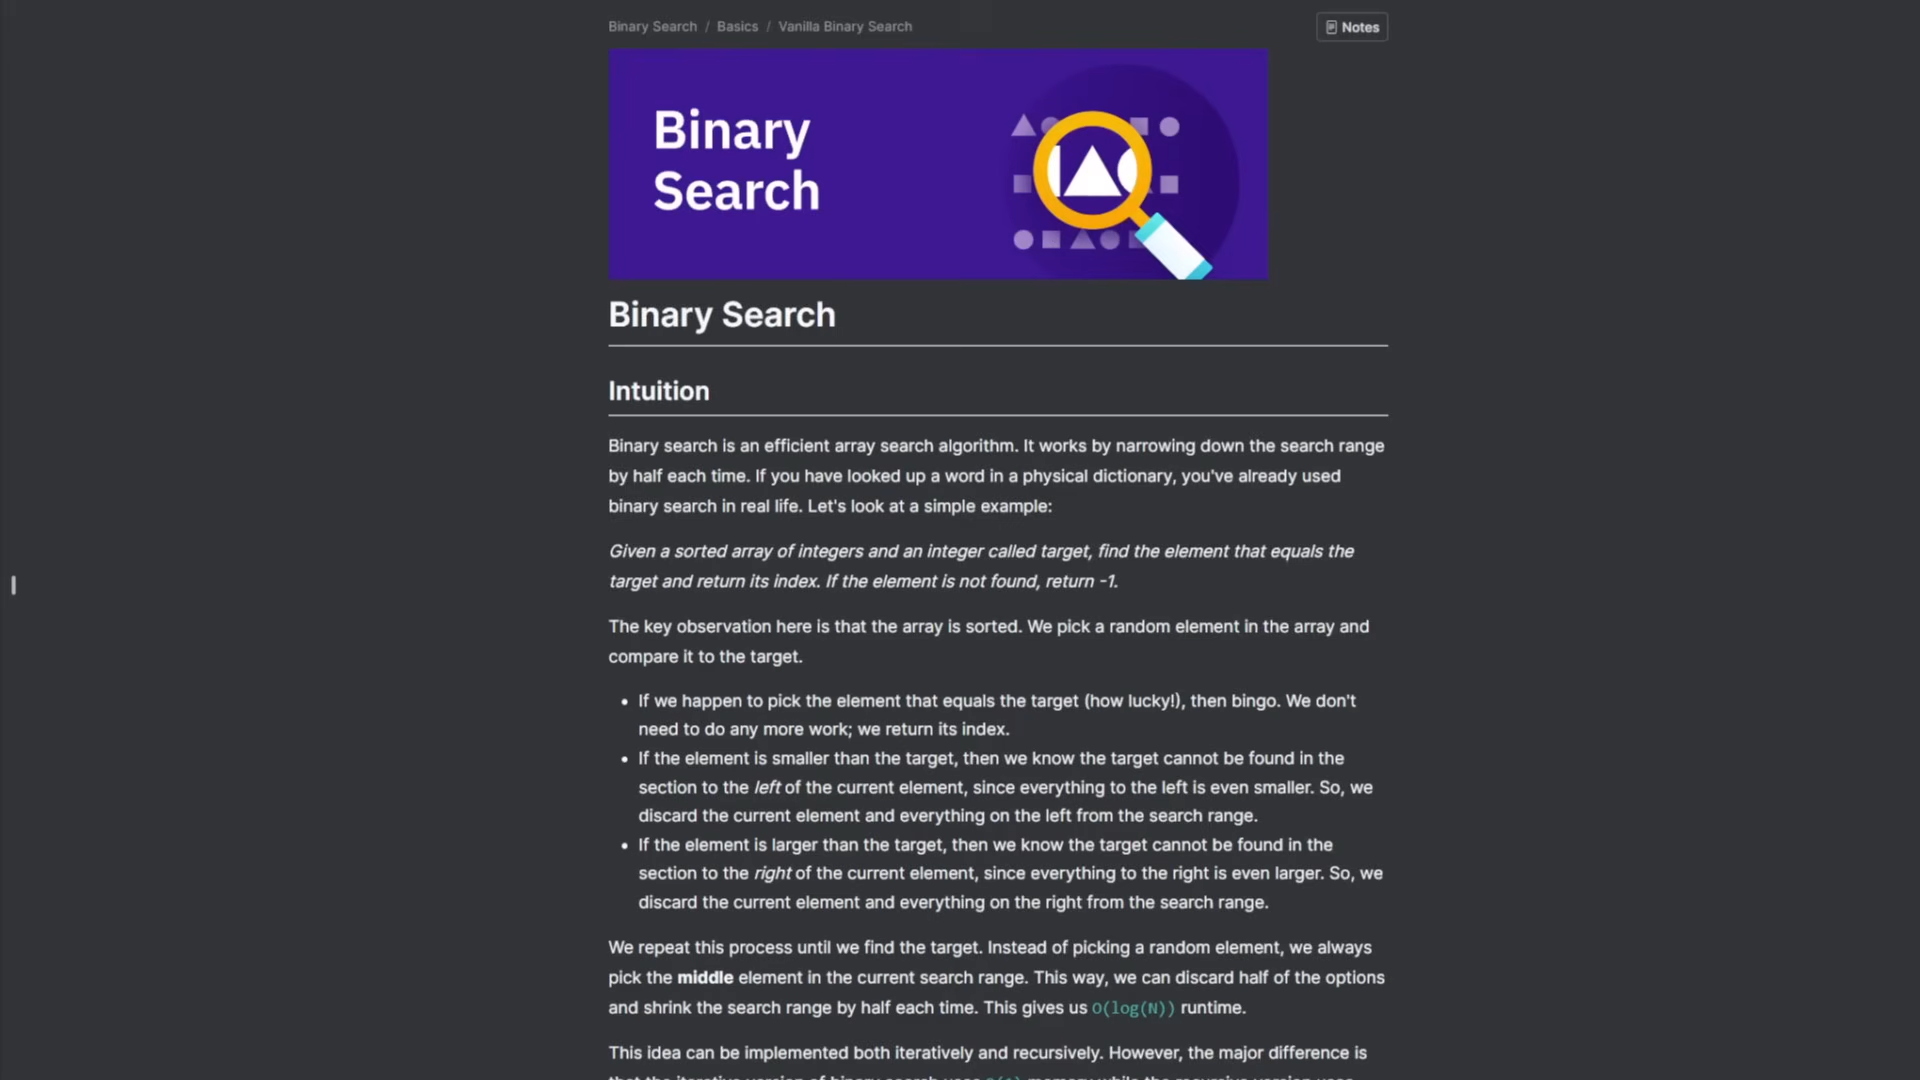 Binary Search / Basics / Vanilla Binary Search
Notes
Binary
Search
Binary Search
Intuition
Binary search is an efficient array search algorithm. It works by narrowing down the search range
by half each time. If you have looked up a word in a physical dictionary, you've already used
binary search in real life. Let's look at a simple example:
Given a sorted array of integers and an integer called target, find the element that equals the
target and return its index. If the element is not found, return -1.
The key observation here is that the array is sorted. We pick a random element in the array and
compare it to the target.
• If we happen to pick the element that equals the target (how lucky!), then bingo. We don't
need to do any more work; we return its index.
• If the element is smaller than the target, then we know the target cannot be found in the
section to the left of the current element, since everything to the left is even smaller. So, we
discard the current element and everything on the left from the search range.
• If the element is larger than the target, then we know the target cannot be found in the
section to the right of the current element, since everything to the right is even larger. So, we
discard the current element and everything on the right from the search range.
We repeat this process until we find the target. Instead of picking a random element, we always
pick the middle element in the current search range. This way, we can discard half of the options
and shrink the search range by half each time. This gives us O(log(N)) runtime.
This idea can be implemented both iteratively and recursively. However, the major difference is
that the iterative version of binary search uses O(1) memory while the recursive version uses